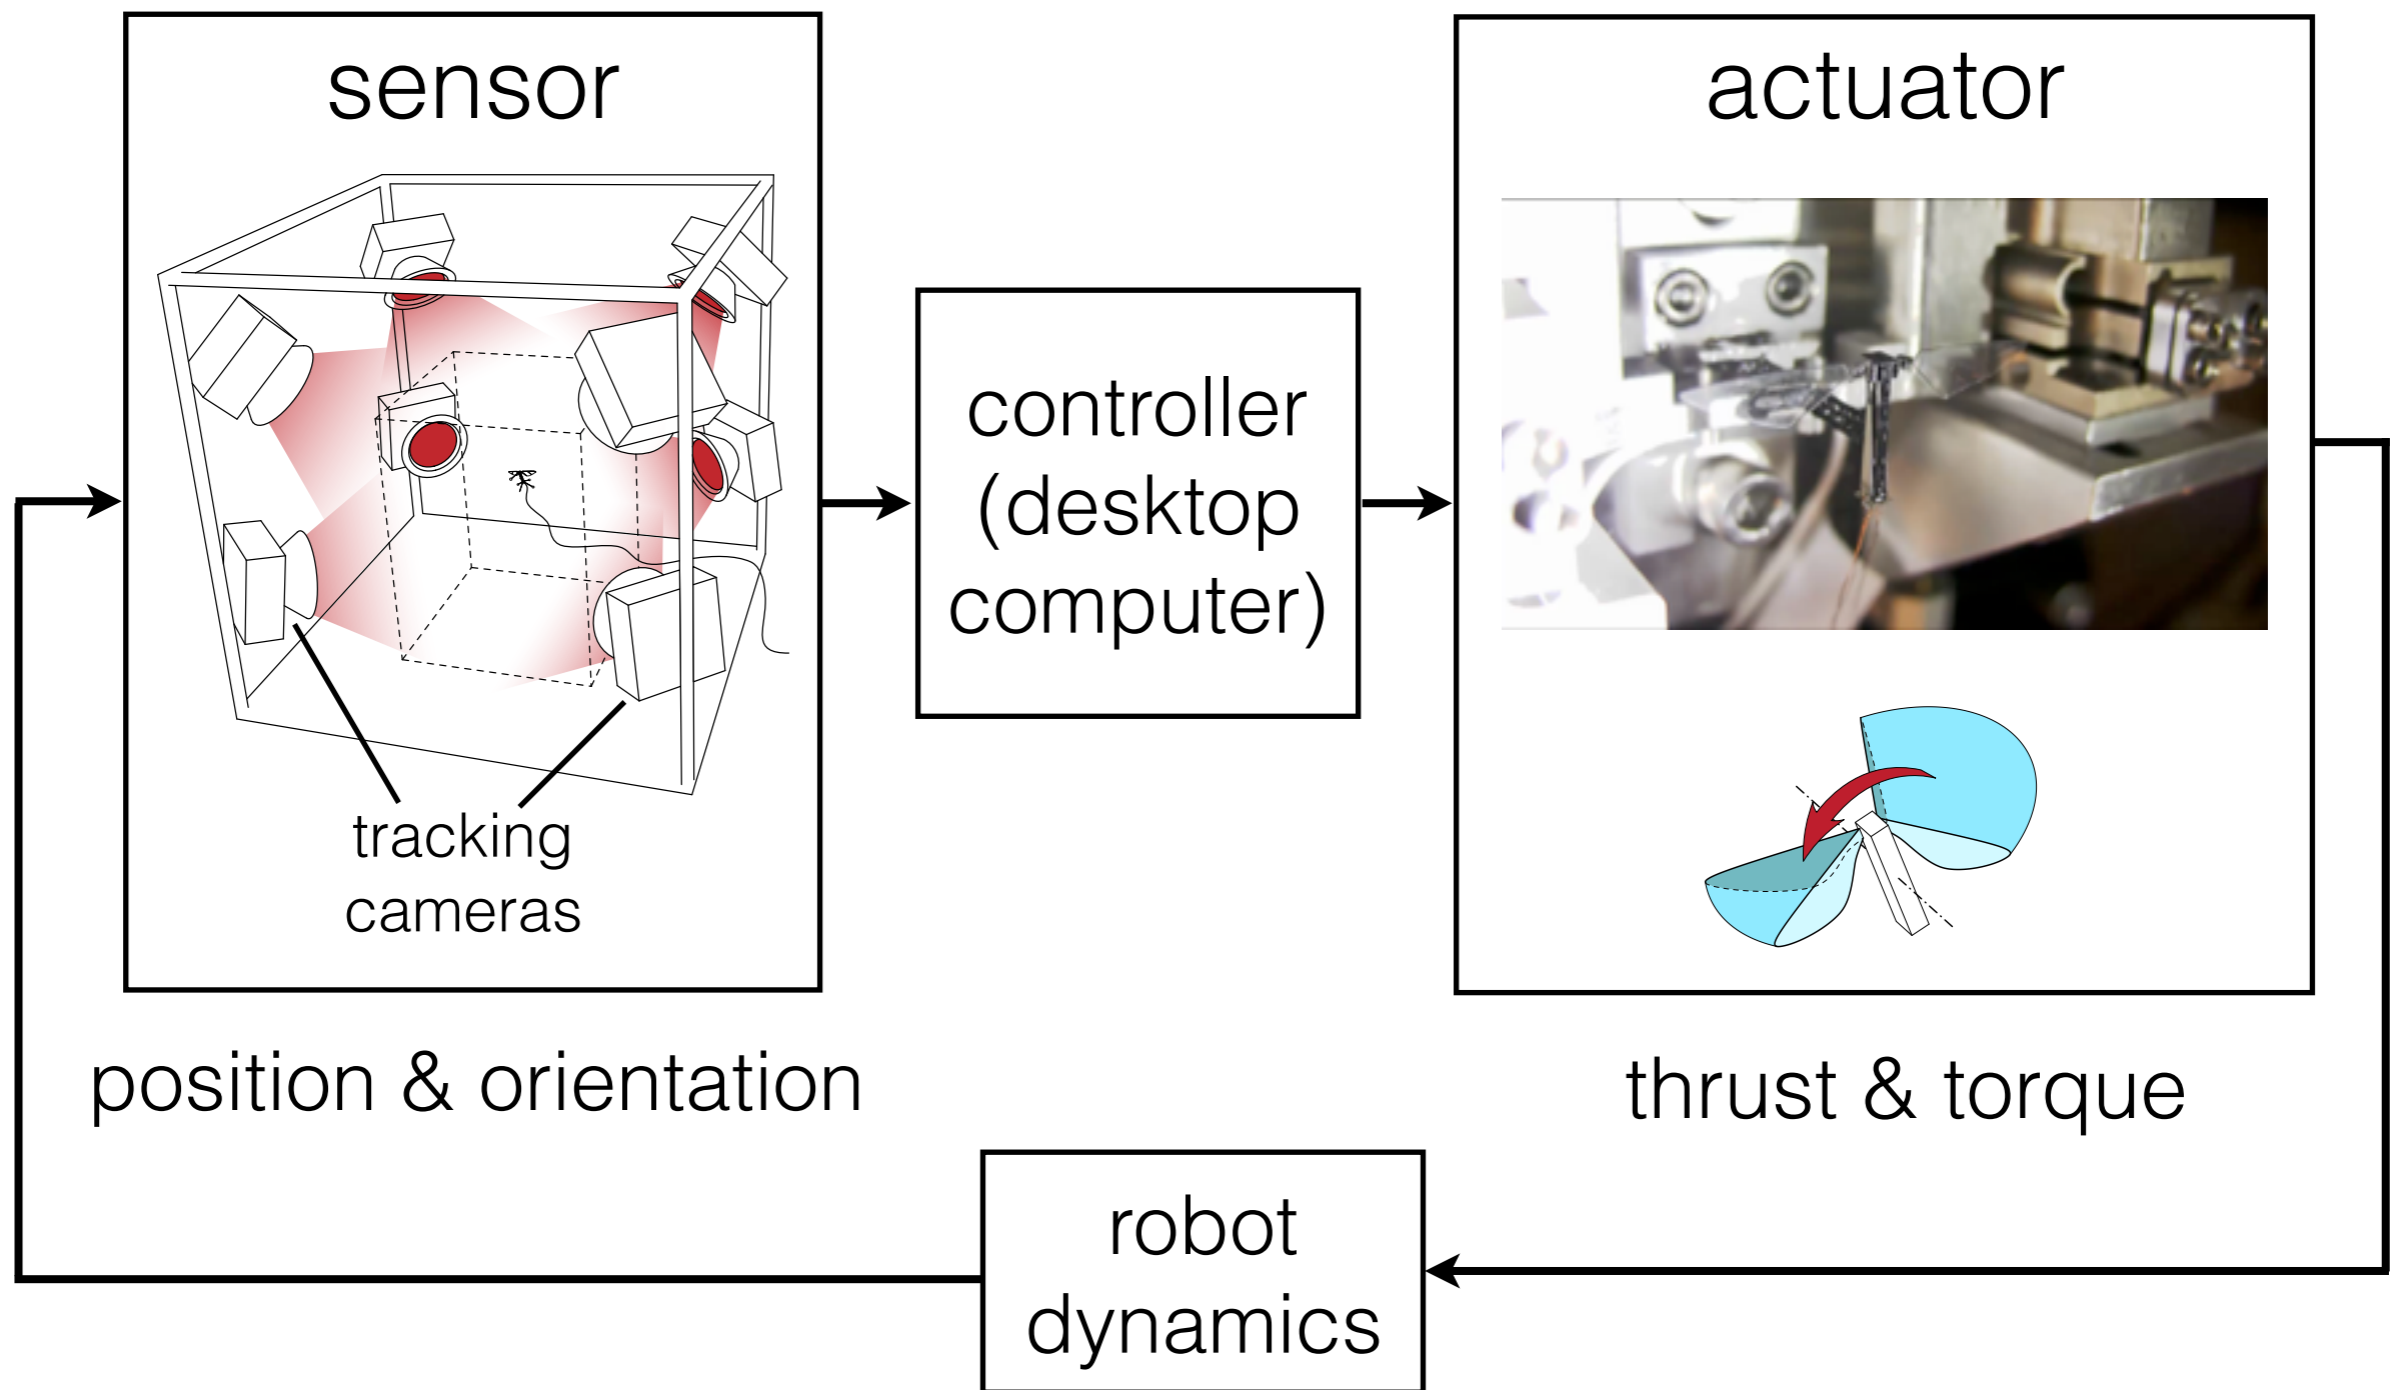 sensor
tracking
cameras
controller
(desktop
computer)
actuator
position & orientation
thrust & torque
robot
dynamics